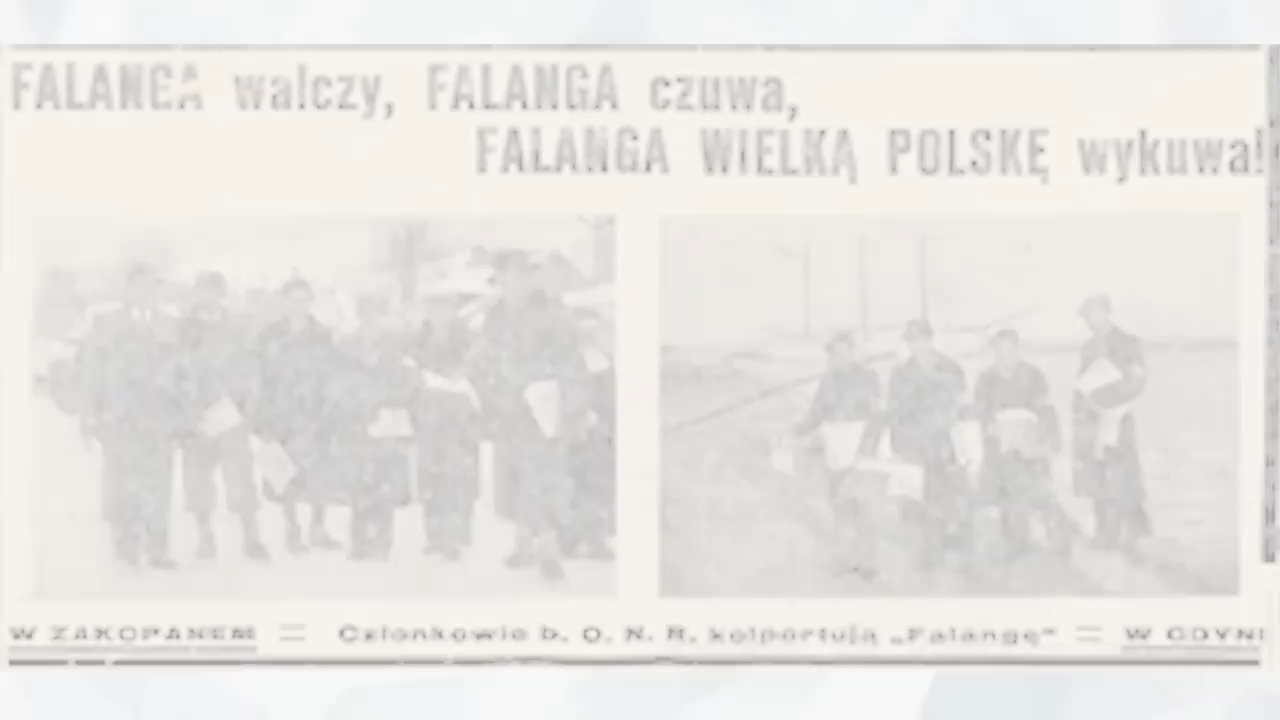 FALANGA walczy, FALANGA czuwa,
FALANGA WIELKĄ POLSKĘ wykuwa!
W ZAKOPANEM = Członkowie b. O. N. R. kolportują „Falangę" = W GDYNI